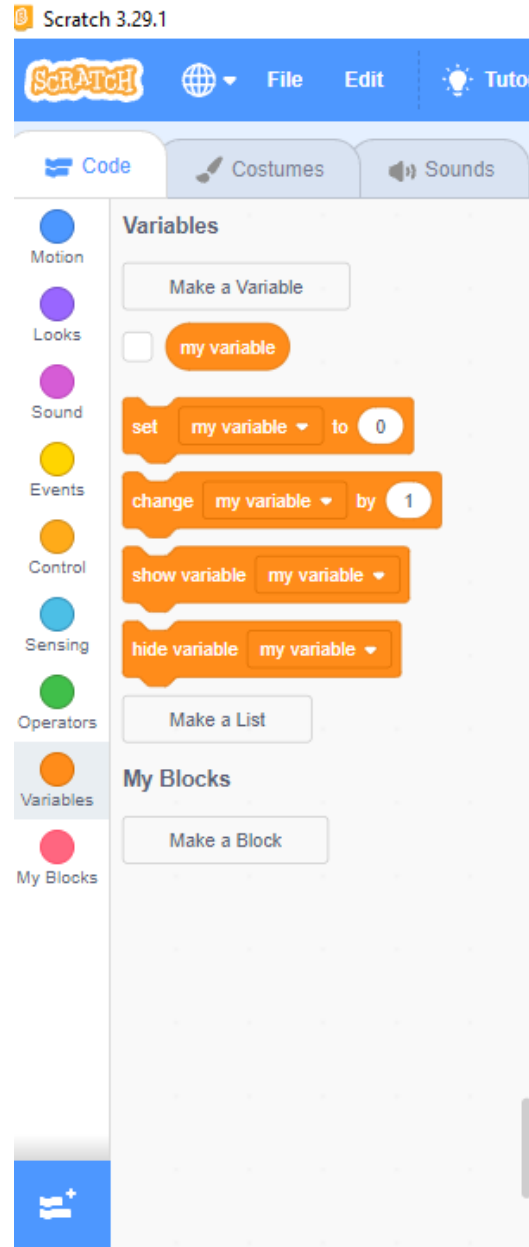 Scratch 3.29.1
SCRATCH File Edit Tuto
Code Costumes Sounds
Motion
Looks
Sound
Events
Control
Sensing
Operators
Variables
My Blocks
Variables
Make a Variable
my variable
set my variable to 0
change my variable by 1
show variable my variable
hide variable my variable
Make a List
My Blocks
Make a Block